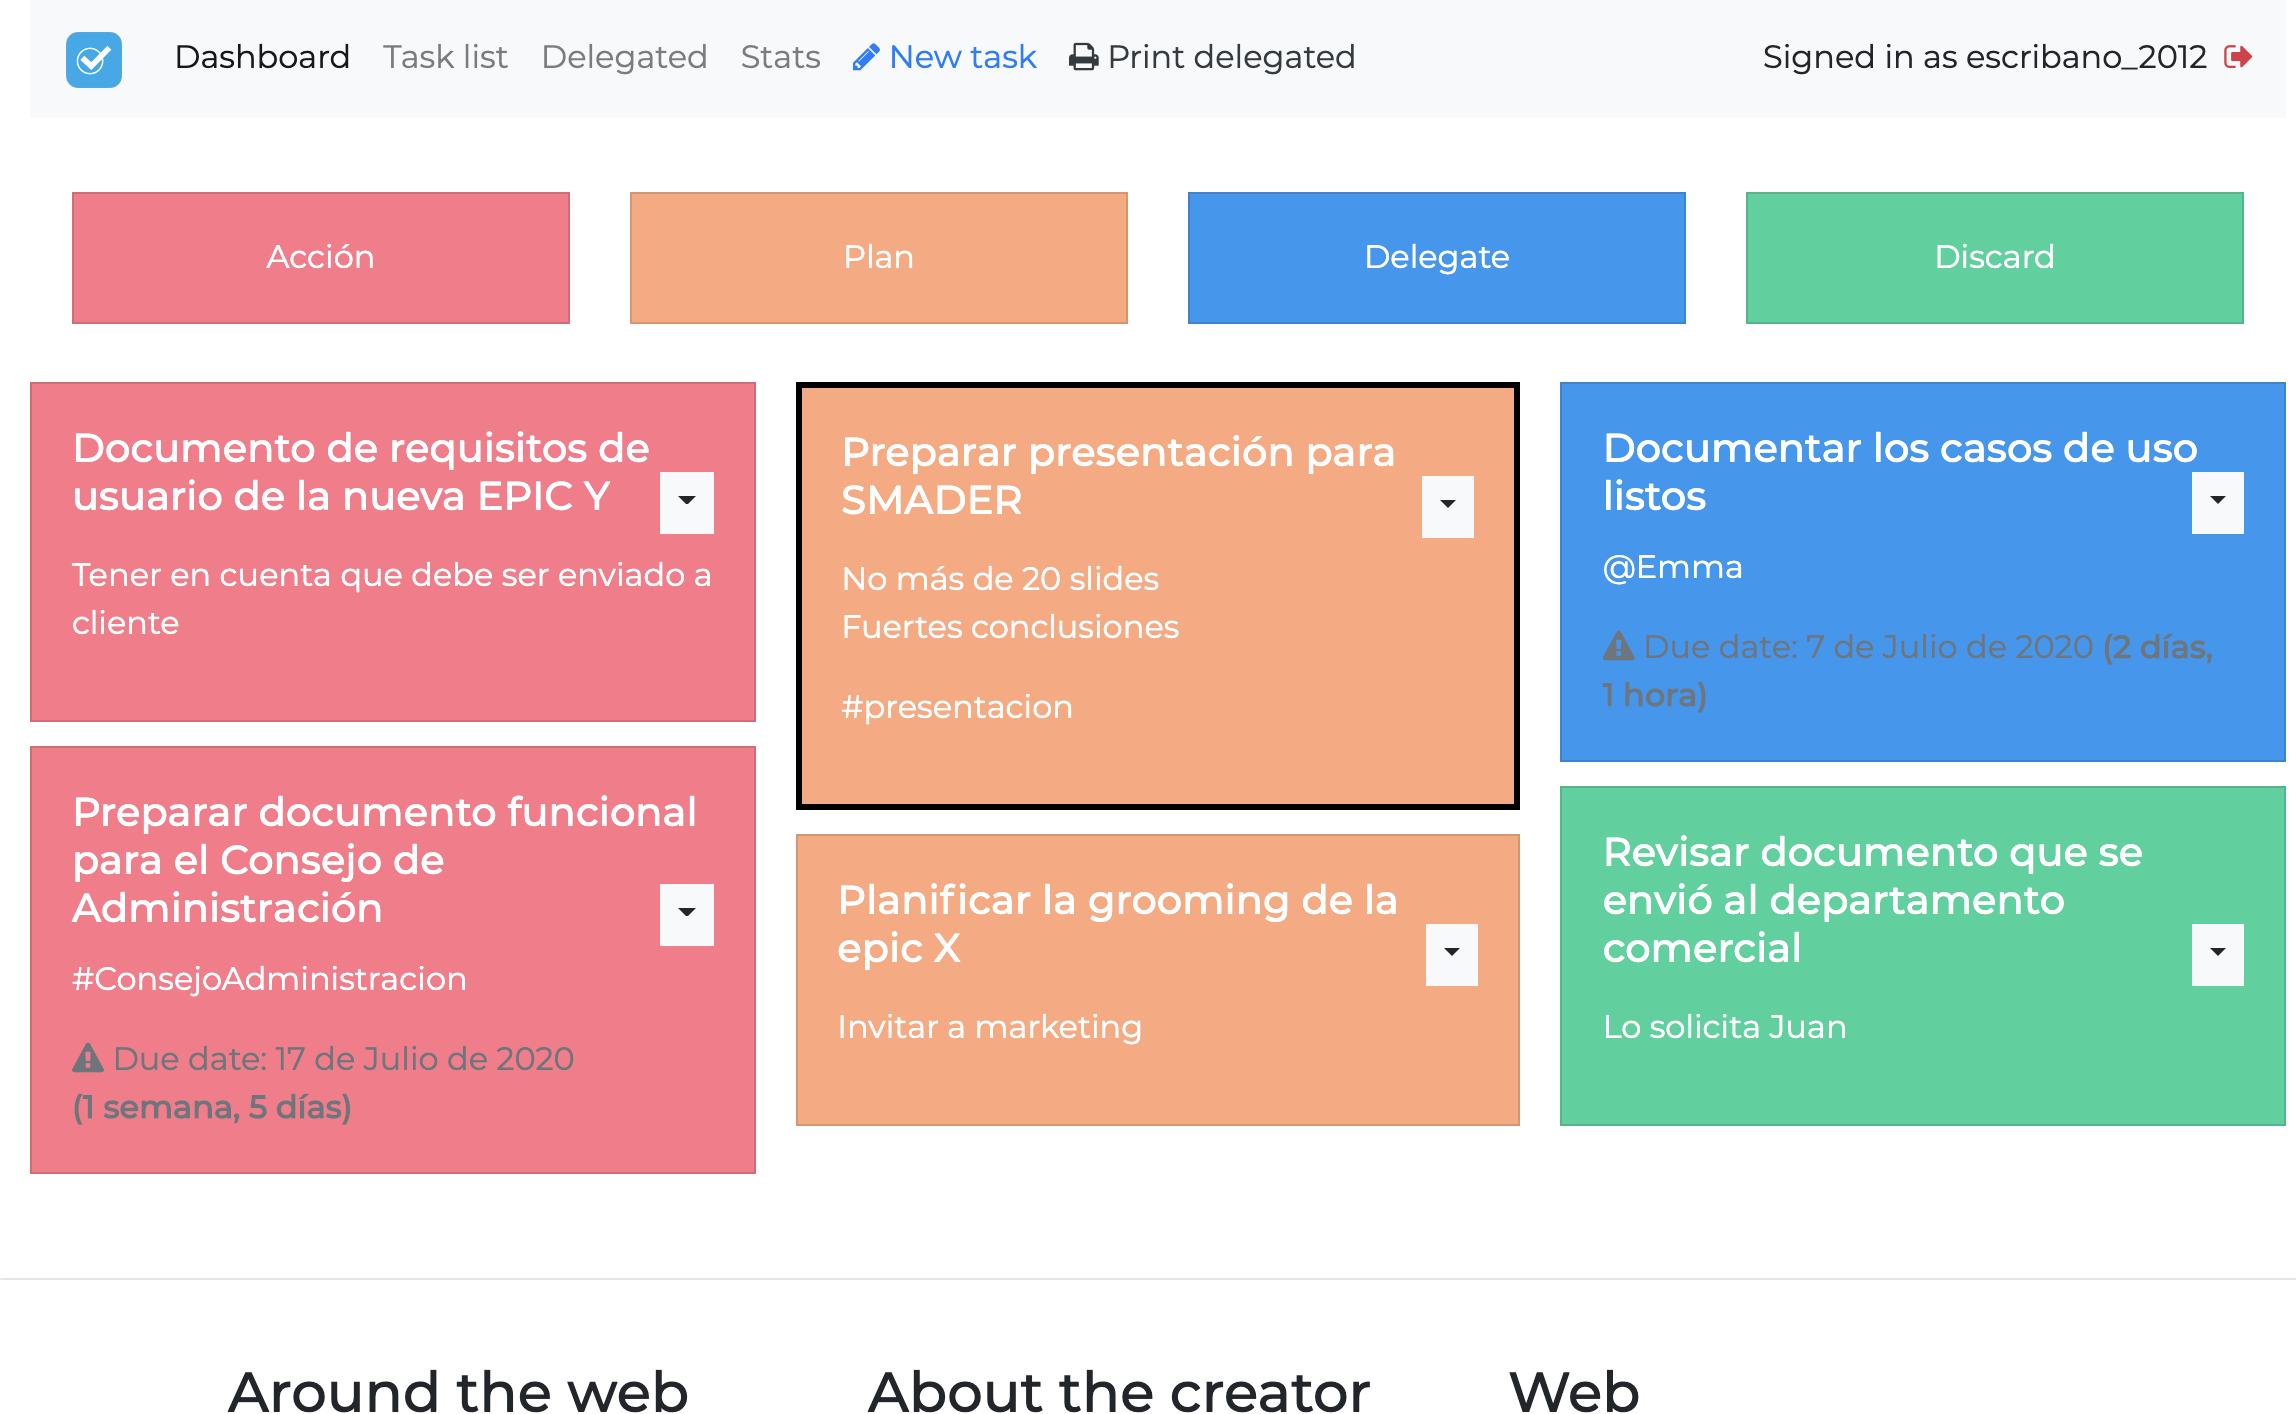 Dashboard Task list Delegated Stats New task Print delegated Signed in as escribano_2012
Acción Plan Delegate Discard
Documento de requisitos de
usuario de la nueva EPIC Y
Tener en cuenta que debe ser enviado a
cliente
Preparar documento funcional
para el Consejo de
Administración
#ConsejoAdministracion
Due date: 17 de Julio de 2020
(1 semana, 5 días)
Preparar presentación para
SMADER
No más de 20 slides
Fuertes conclusiones
#presentacion
Planificar la grooming de la
epic X
Invitar a marketing
Documentar los casos de uso
listos
@Emma
Due date: 7 de Julio de 2020 (2 días,
1 hora)
Revisar documento que se
envió al departamento
comercial
Lo solicita Juan
Around the web About the creator Web